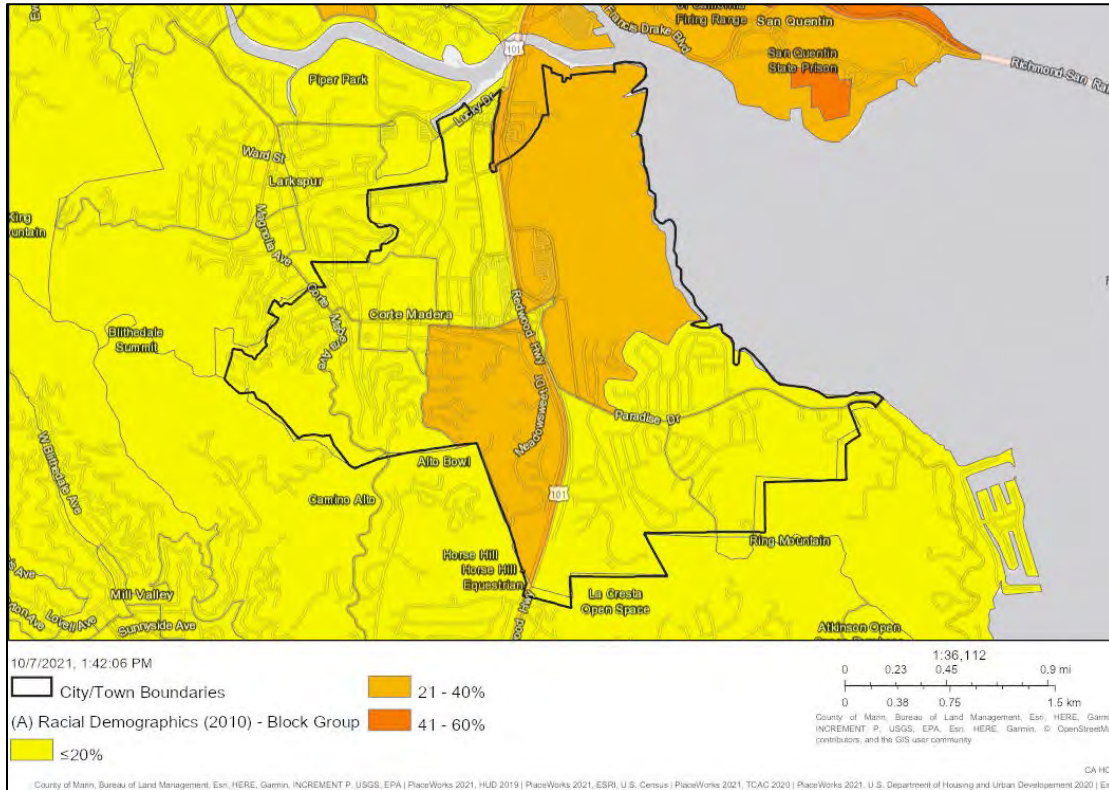 Francis Drake Blvd
Firing Range
San Quentin
San Quentin
State Prison
101
Piper Park
Lucky Dr
Ward St
Larkspur
Magnolia Ave
King
Corte Madera Ave
Corte Madera
Redwood Hwy
Meadowsweet Dr
Blithedale
Summit
W Blithedale Ave
Paradise Dr
Alto Bowl
Camino Alto
101
Ring Mountain
Horse Hill
Horse Hill
Equestrian
La Cresta
Open Space
Mill Valley
Lovell Ave
Sunnyside Ave
Atkinson Open
10/7/2021, 1:42:06 PM
City/Town Boundaries
(A) Racial Demographics (2010) - Block Group
≤20%
21 - 40%
41 - 60%
1:36,112
0 0.23 0.45 0.9 mi
0 0.38 0.75 1.5 km
County of Marin, Bureau of Land Management, Esri, HERE, Garmin,
INCREMENT P, USGS, EPA, Esri, HERE, Garmin, ©
contributors, and the GIS user community
County of Marin, Bureau of Land Management, Esri, HERE, Garmin, INCREMENT P, USGS, EPA | PlaceWorks 2021, HUD 2019 | PlaceWorks 2021, ESRI, U.S. Census | PlaceWorks 2021, TCAC 2020 | PlaceWorks 2021, U.S. Department of Housing and Urban Developement 2020 |